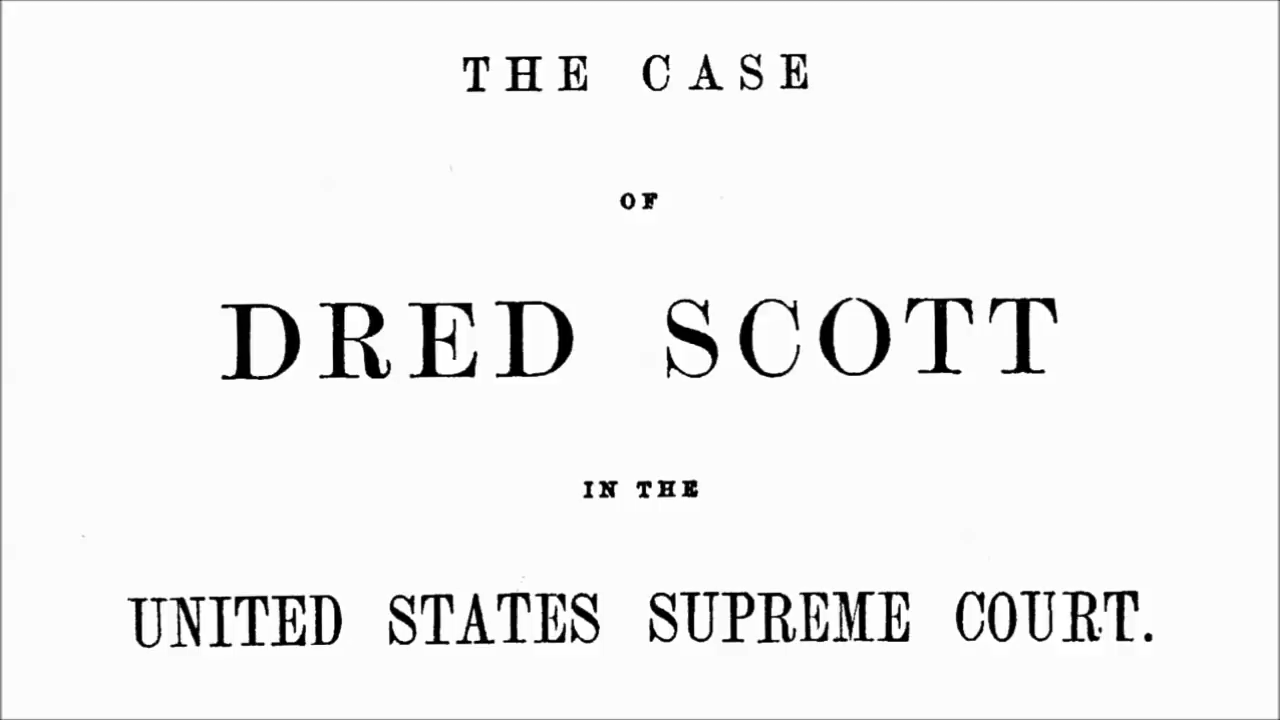 THE CASE
OF
DRED SCOTT
IN THE
UNITED STATES SUPREME COURT.